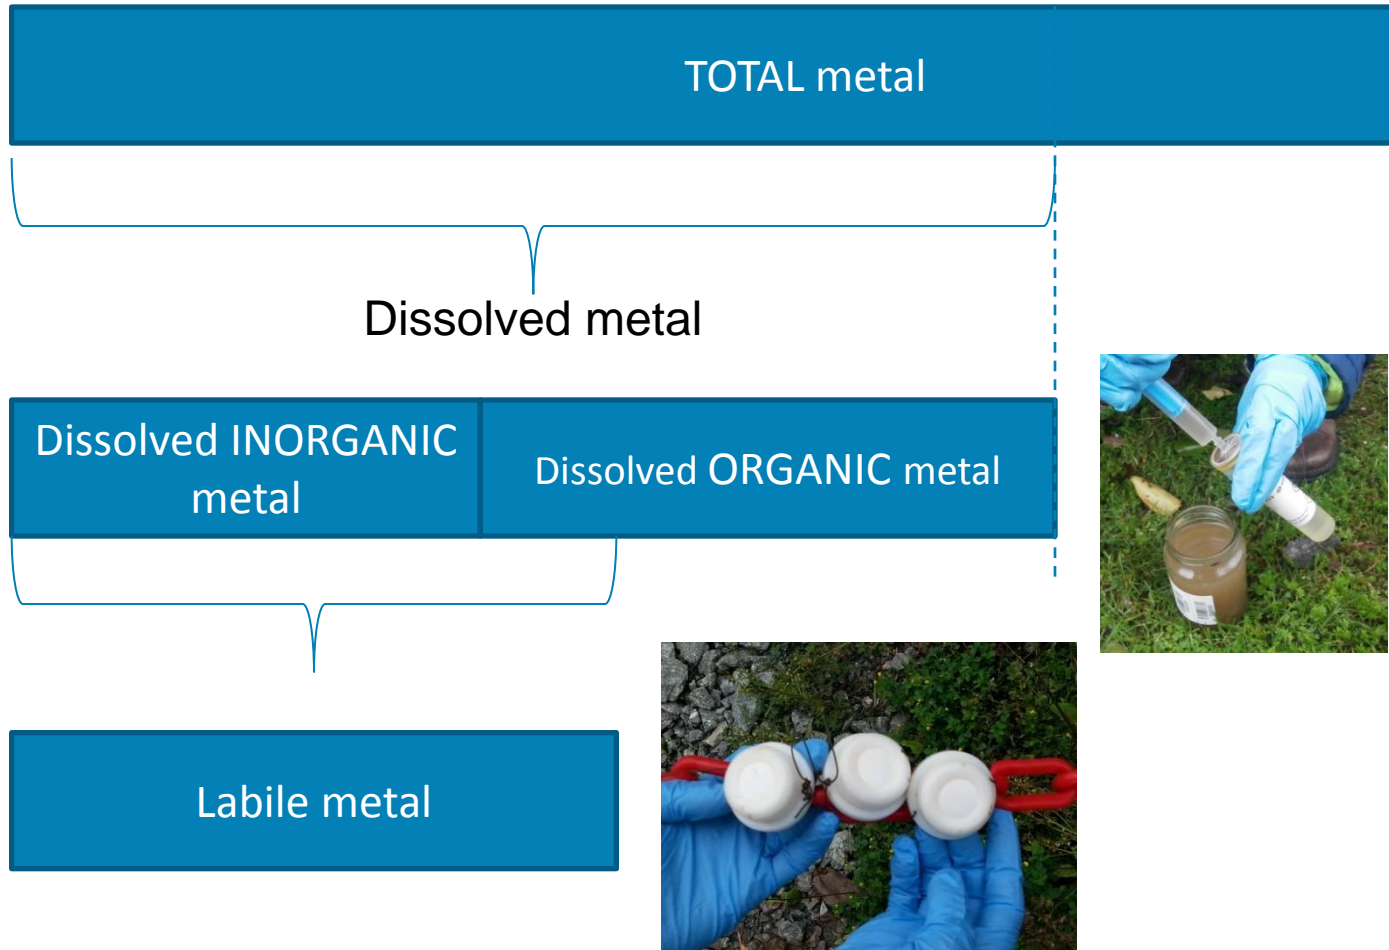 TOTAL metal
Dissolved metal
Dissolved INORGANIC
metal
Dissolved ORGANIC metal
Labile metal